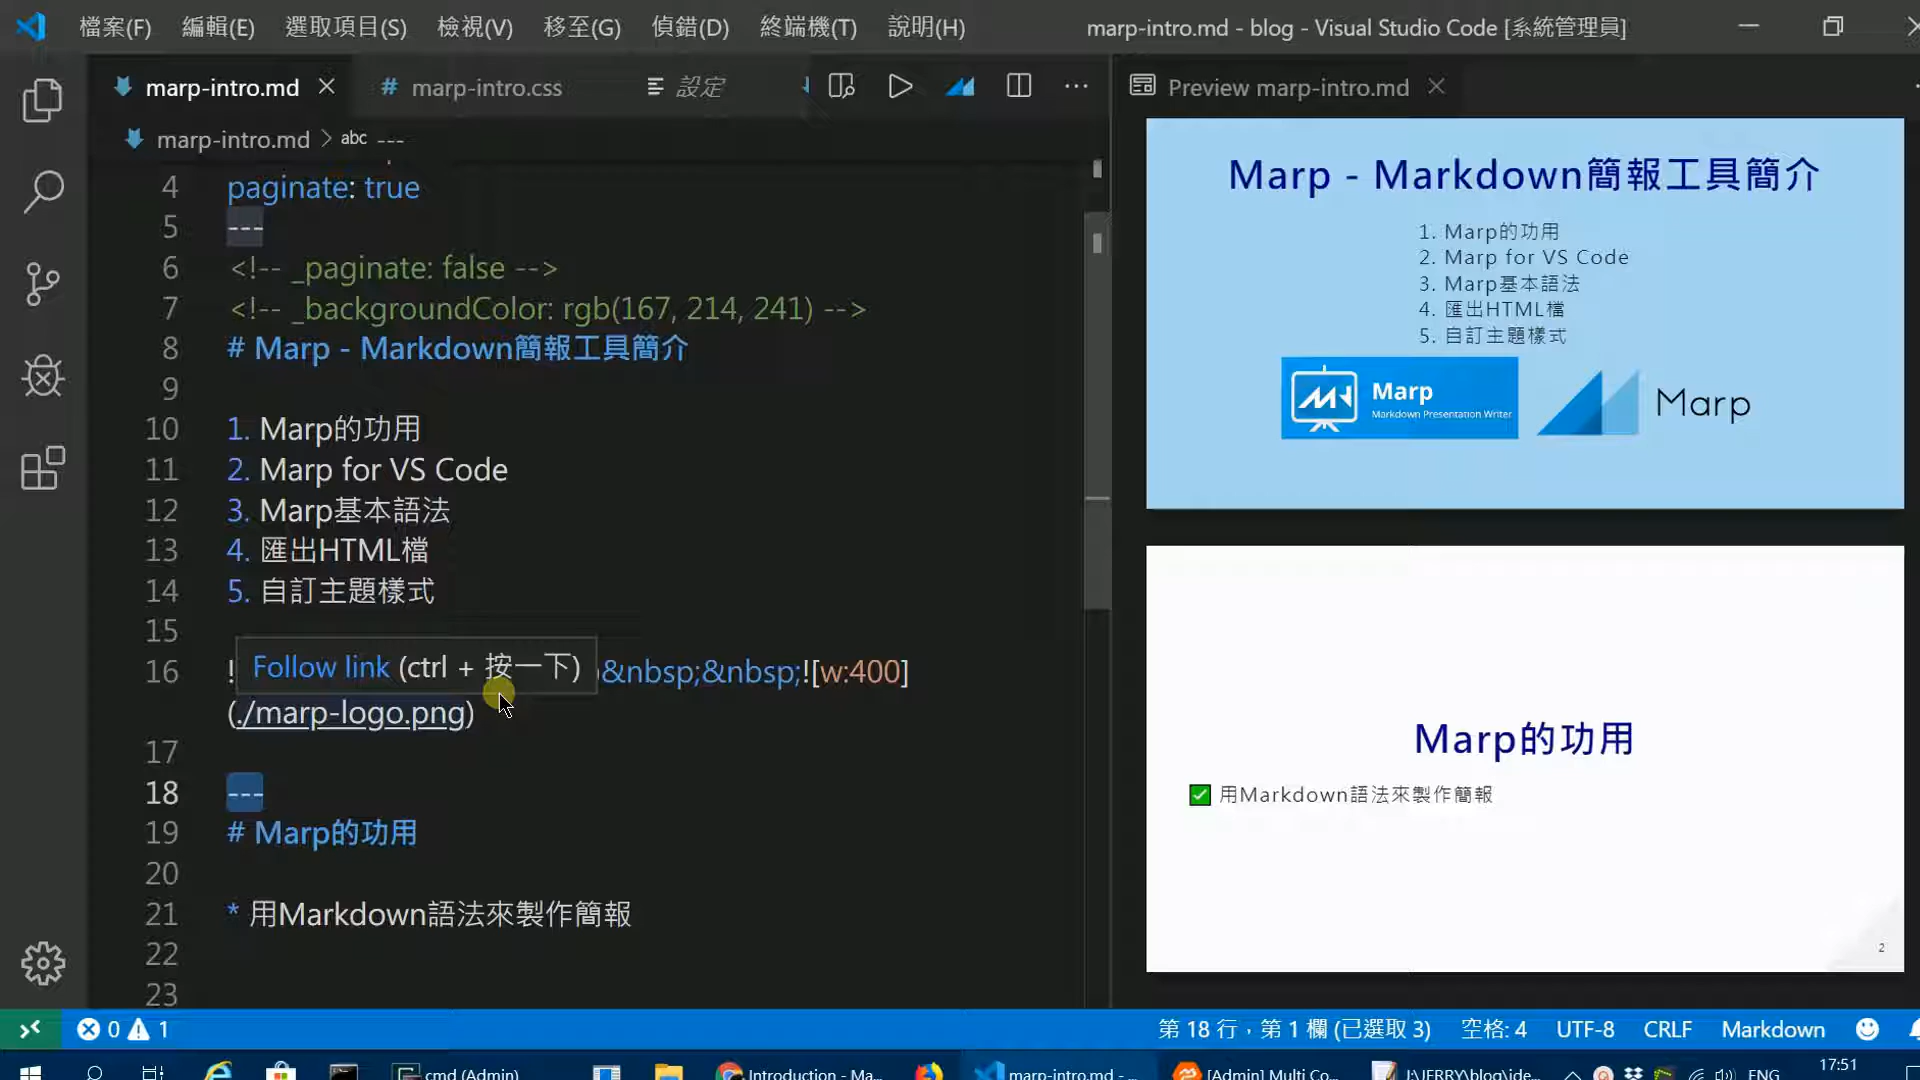 檔案(F) 編輯(E) 選取項目(S) 檢視(V) 移至(G) 偵錯(D) 終端機(T) 說明(H) marp-intro.md - blog - Visual Studio Code [系統管理員]
marp-intro.md # marp-intro.css 設定
marp-intro.md > abc ---
4 paginate: true
5 ---
6 <!-- _paginate: false -->
7 <!-- _backgroundColor: rgb(167, 214, 241) -->
8 # Marp - Markdown簡報工具簡介
9
10 1. Marp的功用
11 2. Marp for VS Code
12 3. Marp基本語法
13 4. 匯出HTML檔
14 5. 自訂主題樣式
15
Follow link (ctrl + 按一下)
16 ! &nbsp;&nbsp;![w:400]
(./marp-logo.png)
17
18 ---
19 # Marp的功用
20
21 * 用Markdown語法來製作簡報
22
23
Preview marp-intro.md
Marp - Markdown簡報工具簡介
1. Marp的功用
2. Marp for VS Code
3. Marp基本語法
4. 匯出HTML檔
5. 自訂主題樣式
Marp
Markdown Presentation Writer
Marp
Marp的功用
✅ 用Markdown語法來製作簡報
2
0 1 第 18 行，第 1 欄 (已選取 3) 空格: 4 UTF-8 CRLF Markdown
cmd (Admin) Introduction - Ma... marp-intro.md - ... [Admin] Multi Co... J:\JERRY\blog\ide... ENG 17:51